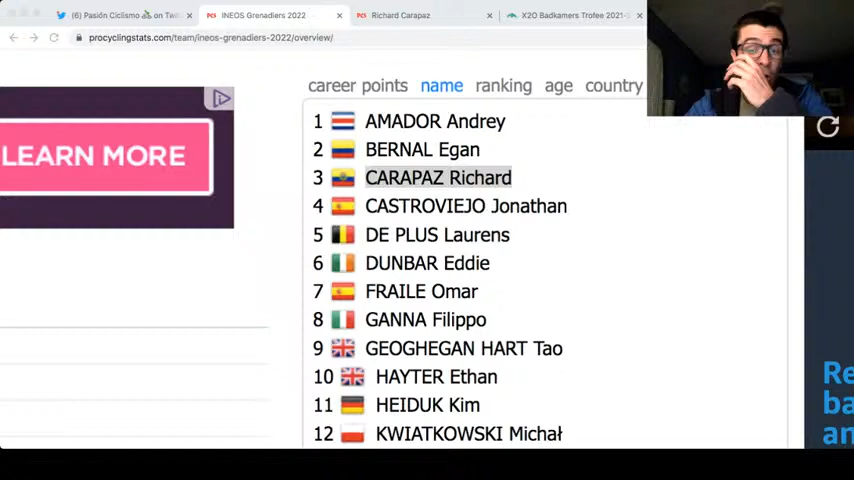 (6) Pasión Ciclismo on Twit
INEOS Grenadiers 2022
Richard Carapaz
X2O Badkamers Trofee 2021-2
procyclingstats.com/team/ineos-grenadiers-2022/overview/
career points name ranking age country
LEARN MORE
1 AMADOR Andrey
2 BERNAL Egan
3 CARAPAZ Richard
4 CASTROVIEJO Jonathan
5 DE PLUS Laurens
6 DUNBAR Eddie
7 FRAILE Omar
8 GANNA Filippo
9 GEOGHEGAN HART Tao
10 HAYTER Ethan
11 HEIDUK Kim
12 KWIATKOWSKI Michał
Re
ba
an